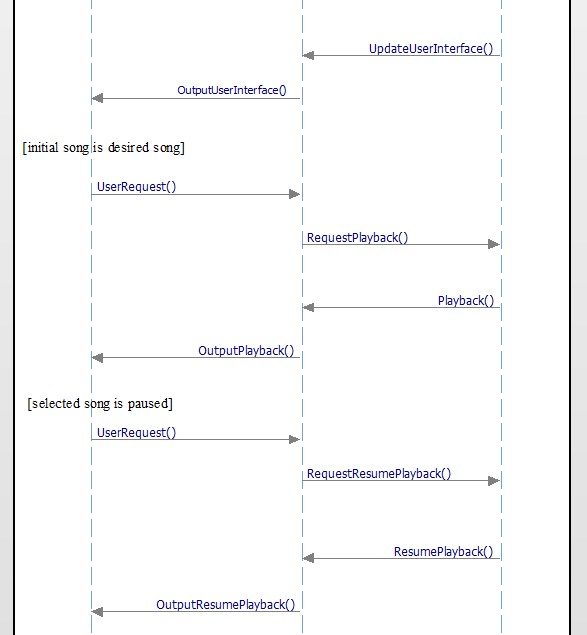 UpdateUserInterface()
OutputUserInterface()
[initial song is desired song]
UserRequest()
RequestPlayback()
Playback()
OutputPlayback()
[selected song is paused]
UserRequest()
RequestResumePlayback()
ResumePlayback()
OutputResumePlayback()